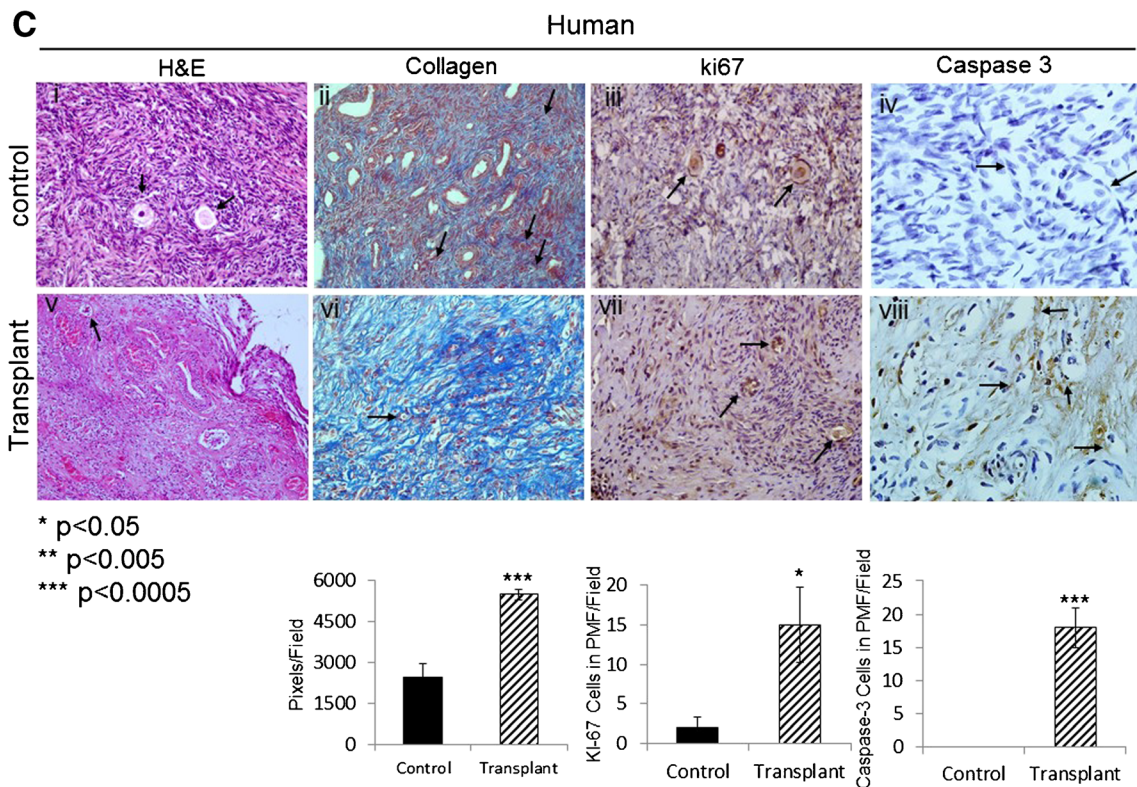 C
Human
H&E Collagen ki67 Caspase 3
control
i ii iii iv
Transplant
v vi vii viii
* p<0.05
** p<0.005
*** p<0.0005
Pixels/Field
6000
4500
3000
1500
0
***
Control Transplant
KI-67 Cells in PMF/Field
20
15
10
5
0
*
Control Transplant
Caspase-3 Cells in PMF/Field
25
20
15
10
5
0
***
Control Transplant